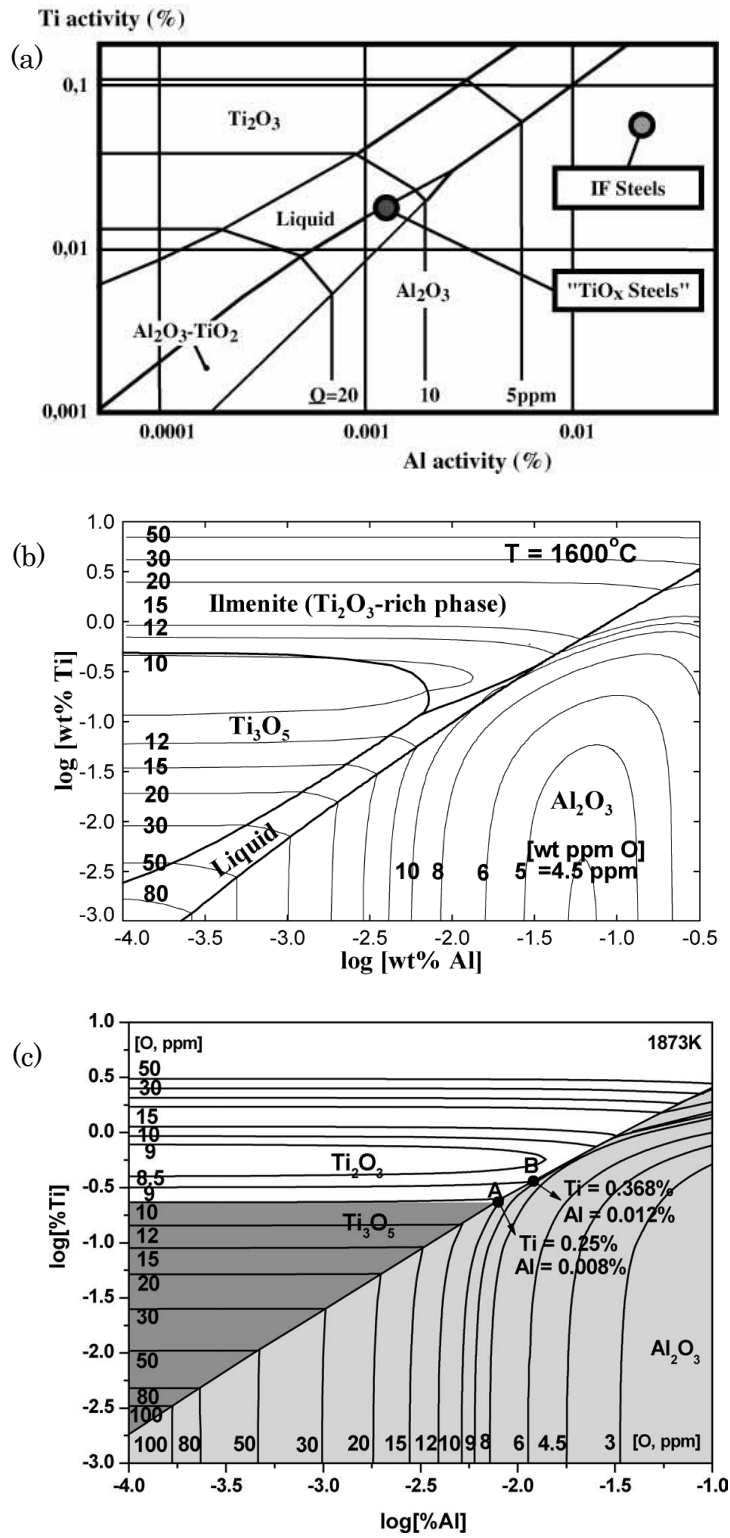 Ti activity (%)
(a)
0,1
Ti2O3
IF Steels
Liquid
0,01
Al2O3
"TiOx Steels"
Al2O3-TiO2
O=20 10 5ppm
0,001
0.0001 0.001 0.01
Al activity (%)
(b)
1.0
50
T = 1600°C
30
0.5
20
15
Ilmenite (Ti2O3-rich phase)
0.0
12
10
-0.5
Ti3O5
-1.0
12
15
-1.5
20
Al2O3
-2.0
30
Liquid
[wt ppm O]
50
-2.5
10 8 6 5 =4.5 ppm
80
-3.0
-4.0 -3.5 -3.0 -2.5 -2.0 -1.5 -1.0 -0.5
log [wt% Al]
log [wt% Ti]
(c)
1.0
[O, ppm]
1873K
50
0.5
30
15
0.0
10
9
Ti2O3
8.5
B
-0.5
9
A
Ti = 0.368%
Al = 0.012%
10
Ti3O5
12
Ti = 0.25%
Al = 0.008%
-1.0
15
20
-1.5
30
-2.0
50
Al2O3
80
-2.5
100
100 80 50 30 20 15 12 10 9 8 6 4.5 3 [O, ppm]
-3.0
-4.0 -3.5 -3.0 -2.5 -2.0 -1.5 -1.0
log[%Al]
log[%Ti]